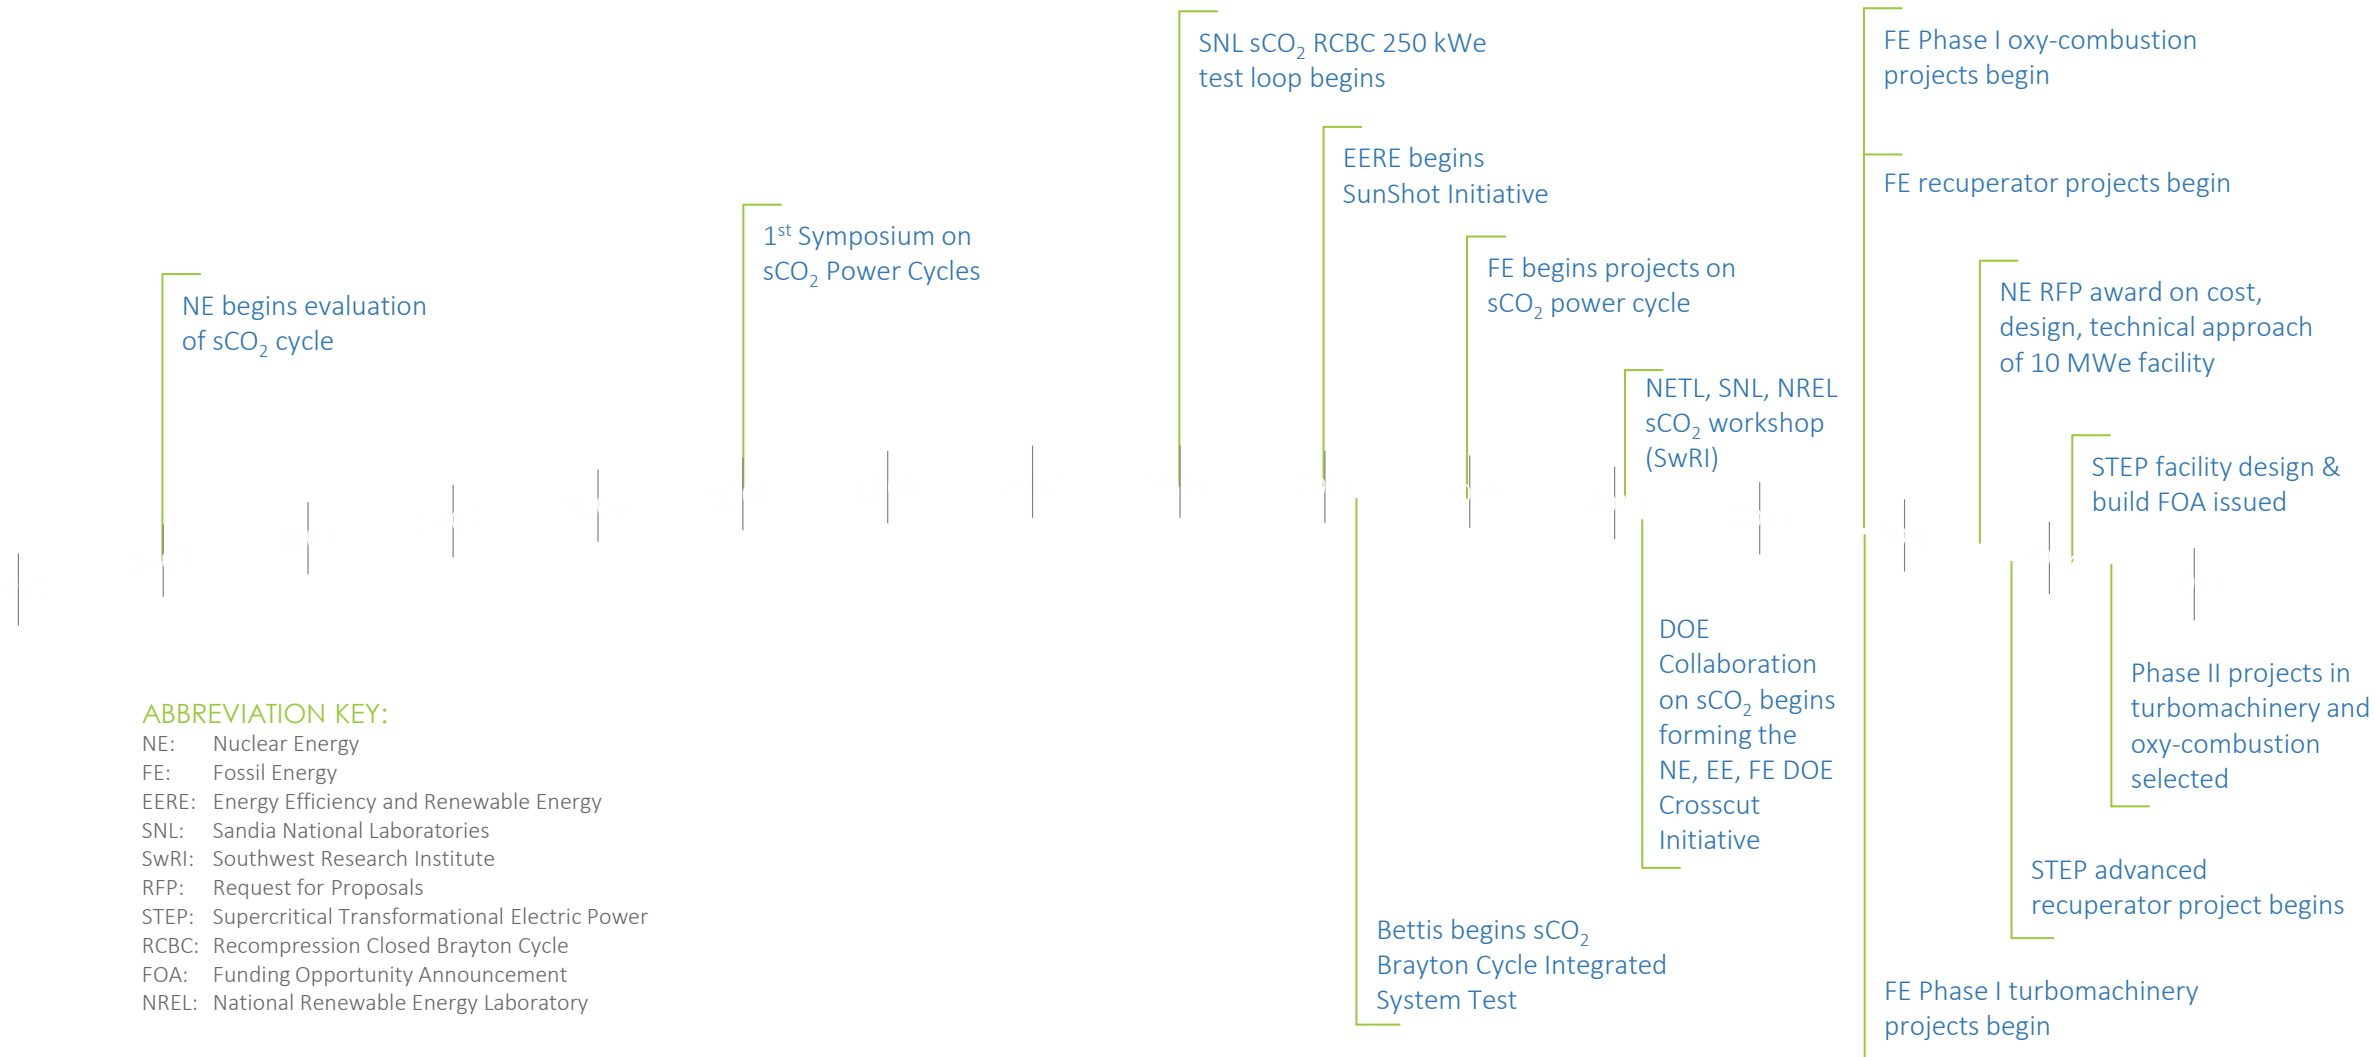 SNL sCO₂ RCBC 250 kWe
test loop begins
FE Phase I oxy-combustion
projects begin
EERE begins
SunShot Initiative
FE recuperator projects begin
1st Symposium on
sCO₂ Power Cycles
FE begins projects on
sCO₂ power cycle
NE begins evaluation
of sCO₂ cycle
NE RFP award on cost,
design, technical approach
of 10 MWe facility
NETL, SNL, NREL
sCO₂ workshop
(SwRI)
STEP facility design &
build FOA issued
DOE
Collaboration
on sCO₂ begins
forming the
NE, EE, FE DOE
Crosscut
Initiative
Phase II projects in
turbomachinery and
oxy-combustion
selected
STEP advanced
recuperator project begins
Bettis begins sCO₂
Brayton Cycle Integrated
System Test
FE Phase I turbomachinery
projects begin
ABBREVIATION KEY:
NE: Nuclear Energy
FE: Fossil Energy
EERE: Energy Efficiency and Renewable Energy
SNL: Sandia National Laboratories
SwRI: Southwest Research Institute
RFP: Request for Proposals
STEP: Supercritical Transformational Electric Power
RCBC: Recompression Closed Brayton Cycle
FOA: Funding Opportunity Announcement
NREL: National Renewable Energy Laboratory